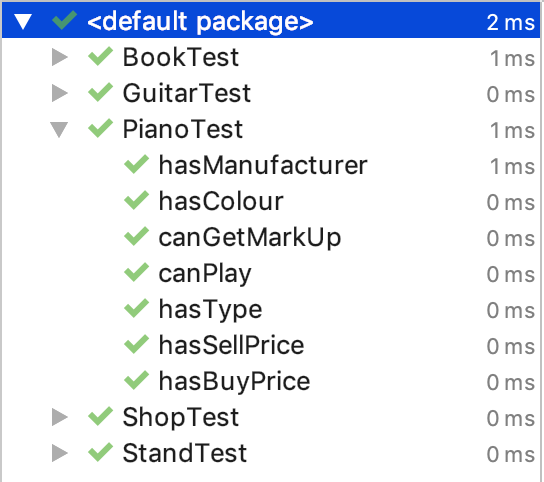 <default package> 2 ms
BookTest 1 ms
GuitarTest 0 ms
PianoTest 1 ms
hasManufacturer 1 ms
hasColour 0 ms
canGetMarkUp 0 ms
canPlay 0 ms
hasType 0 ms
hasSellPrice 0 ms
hasBuyPrice 0 ms
ShopTest 0 ms
StandTest 0 ms